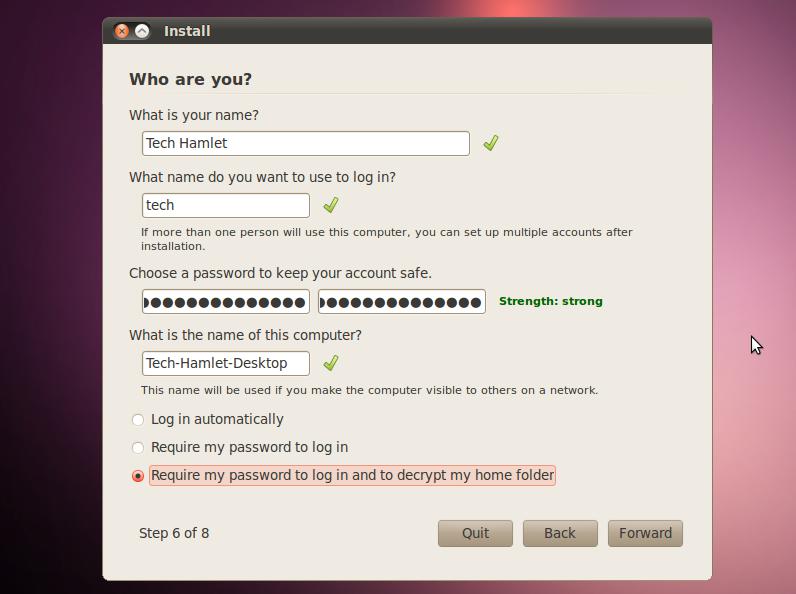 Install
Who are you?
What is your name?
Tech Hamlet
What name do you want to use to log in?
tech
If more than one person will use this computer, you can set up multiple accounts after
installation.
Choose a password to keep your account safe.
Strength: strong
What is the name of this computer?
Tech-Hamlet-Desktop
This name will be used if you make the computer visible to others on a network.
Log in automatically
Require my password to log in
Require my password to log in and to decrypt my home folder
Step 6 of 8
Quit
Back
Forward